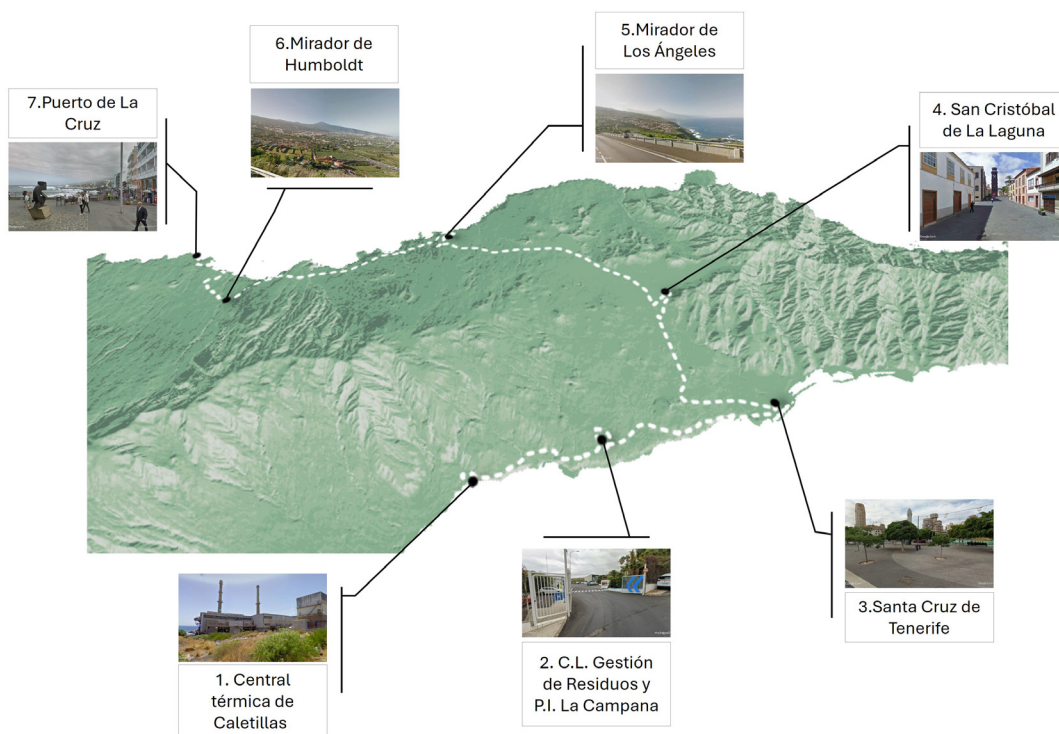 6.Mirador de
Humboldt
5.Mirador de
Los Ángeles
7.Puerto de La
Cruz
4. San Cristóbal
de La Laguna
3.Santa Cruz de
Tenerife
2. C.L. Gestión
de Residuos y
P.I. La Campana
1. Central
térmica de
Caletillas